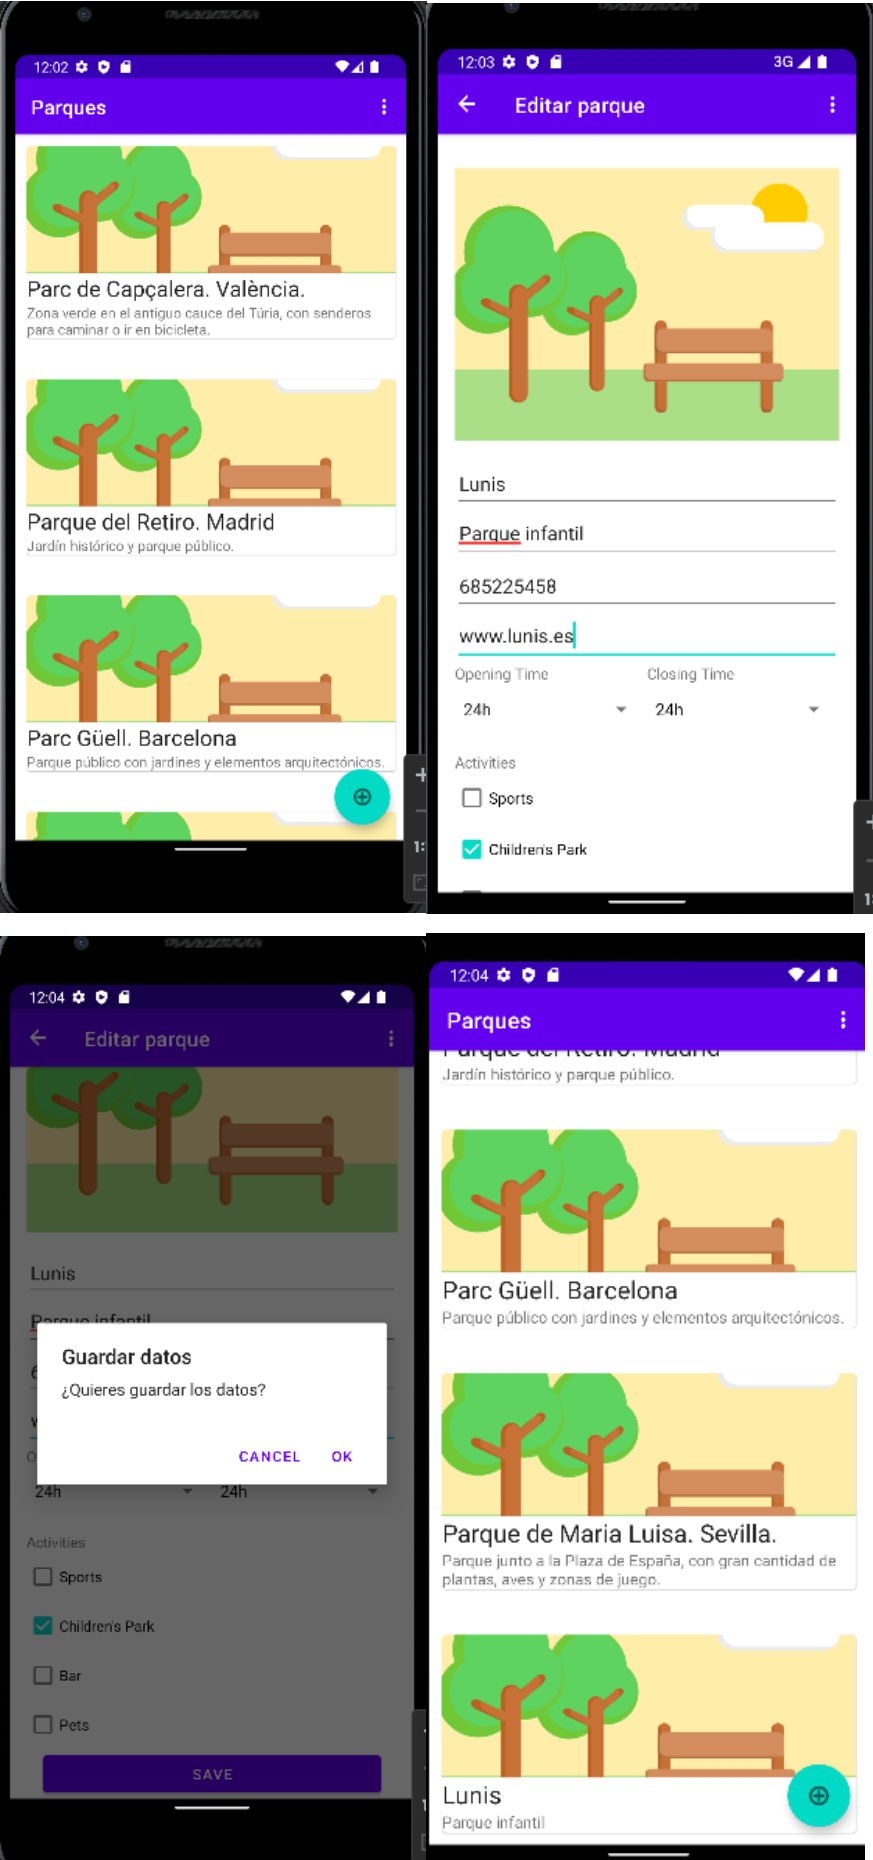 12:02
Parques
Parc de Capçalera. València.
Zona verde en el antiguo cauce del Túria, con senderos
para caminar o ir en bicicleta.
Parque del Retiro. Madrid
Jardín histórico y parque público.
Parc Güell. Barcelona
Parque público con jardines y elementos arquitectónicos.
12:03
3G
Editar parque
Lunis
Parque infantil
685225458
www.lunis.es
Opening Time
Closing Time
24h
24h
Activities
Sports
Children's Park
12:04
Editar parque
Lunis
Parque infantil
Guardar datos
¿Quieres guardar los datos?
CANCEL
OK
24h
24h
Activities
Sports
Children's Park
Bar
Pets
SAVE
12:04
Parques
Parque del Retiro. Madrid
Jardín histórico y parque público.
Parc Güell. Barcelona
Parque público con jardines y elementos arquitectónicos.
Parque de Maria Luisa. Sevilla.
Parque junto a la Plaza de España, con gran cantidad de
plantas, aves y zonas de juego.
Lunis
Parque infantil